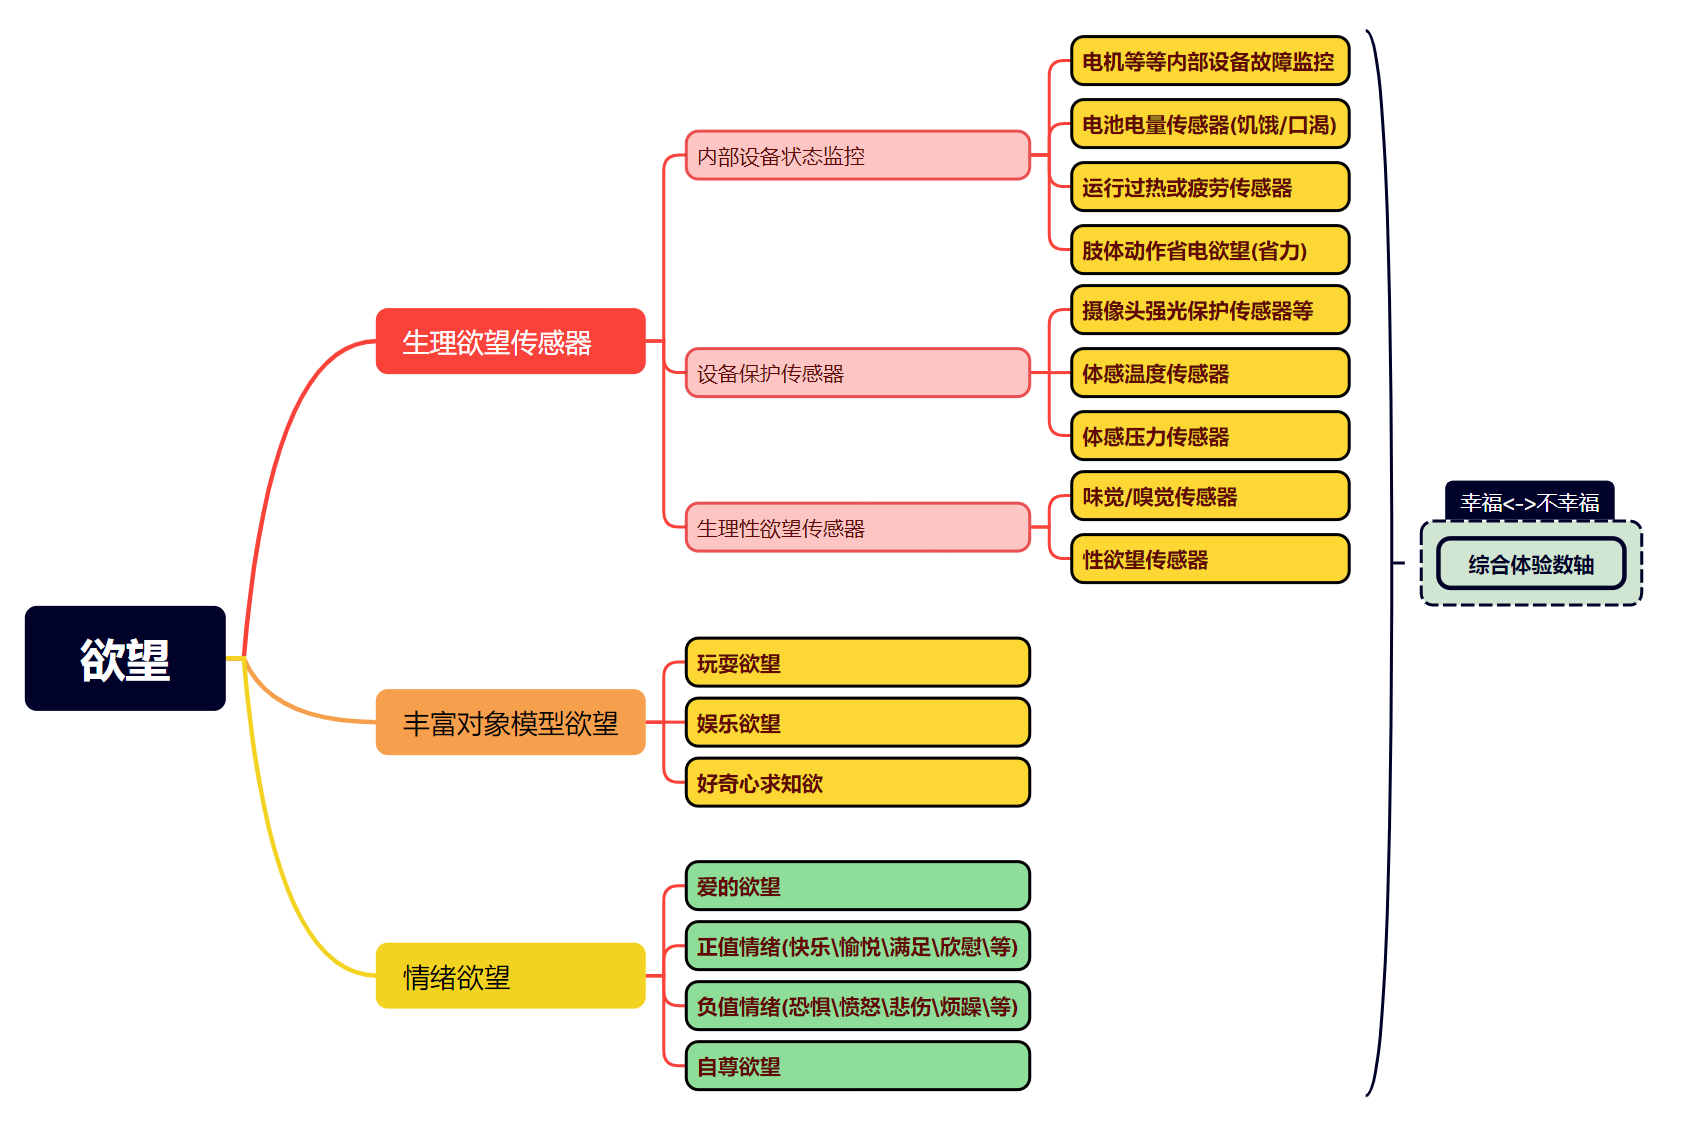 欲望
生理欲望传感器
内部设备状态监控
电机等等内部设备故障监控
电池电量传感器(饥饿/口渴)
运行过热或疲劳传感器
肢体动作省电欲望(省力)
设备保护传感器
摄像头强光保护传感器等
体感温度传感器
体感压力传感器
生理性欲望传感器
味觉/嗅觉传感器
性欲望传感器
丰富对象模型欲望
玩耍欲望
娱乐欲望
好奇心求知欲
情绪欲望
爱的欲望
正值情绪(快乐\愉悦\满足\欣慰\等)
负值情绪(恐惧\愤怒\悲伤\烦躁\等)
自尊欲望
幸福<->不幸福
综合体验数轴